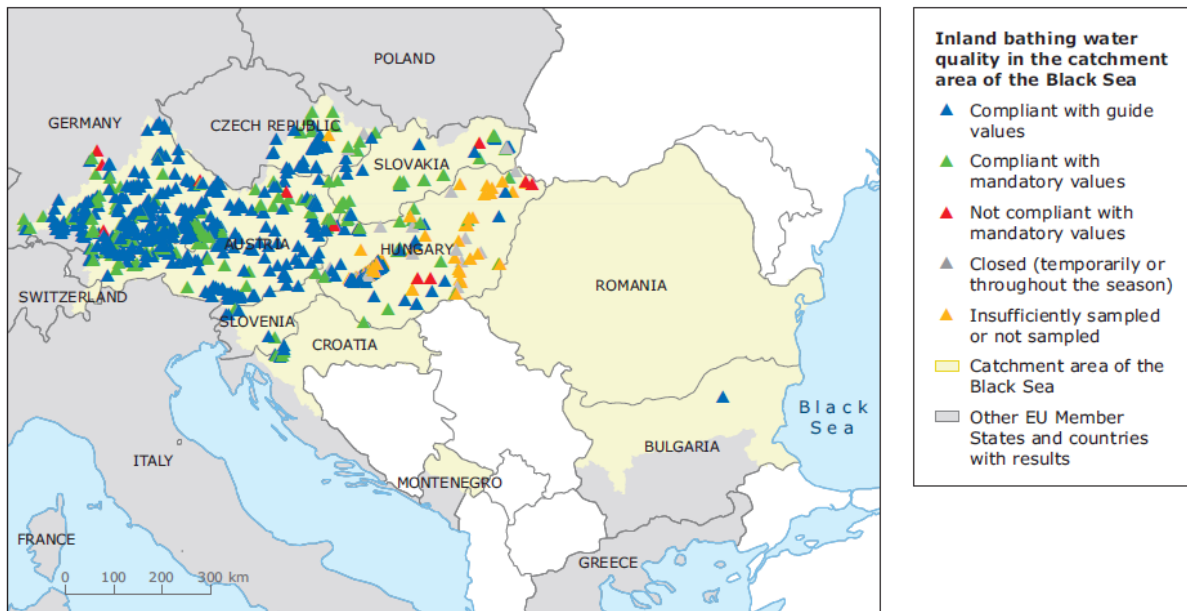 POLAND
GERMANY
CZECH REPUBLIC
SLOVAKIA
AUSTRIA
HUNGARY
SWITZERLAND
ROMANIA
SLOVENIA
CROATIA
Black
Sea
BULGARIA
ITALY
MONTENEGRO
FRANCE
GREECE
0 100 200 300 km
Inland bathing water
quality in the catchment
area of the Black Sea
Compliant with guide
values
Compliant with
mandatory values
Not compliant with
mandatory values
Closed (temporarily or
throughout the season)
Insufficiently sampled
or not sampled
Catchment area of the
Black Sea
Other EU Member
States and countries
with results